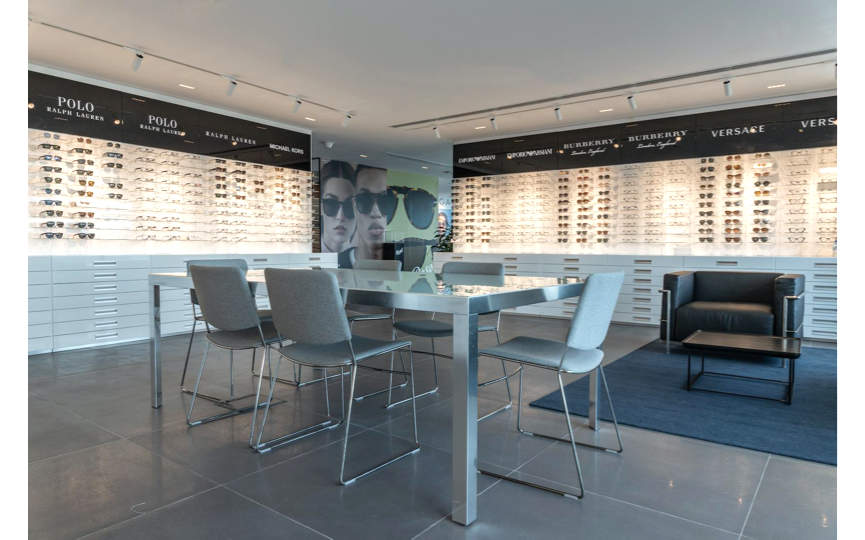 POLO
RALPH LAUREN
POLO
RALPH LAUREN
RALPH LAUREN
MICHAEL KORS
EMPORIO ARMANI
EMPORIO ARMANI
BURBERRY
London, England
BURBERRY
London, England
VERSACE
VERS